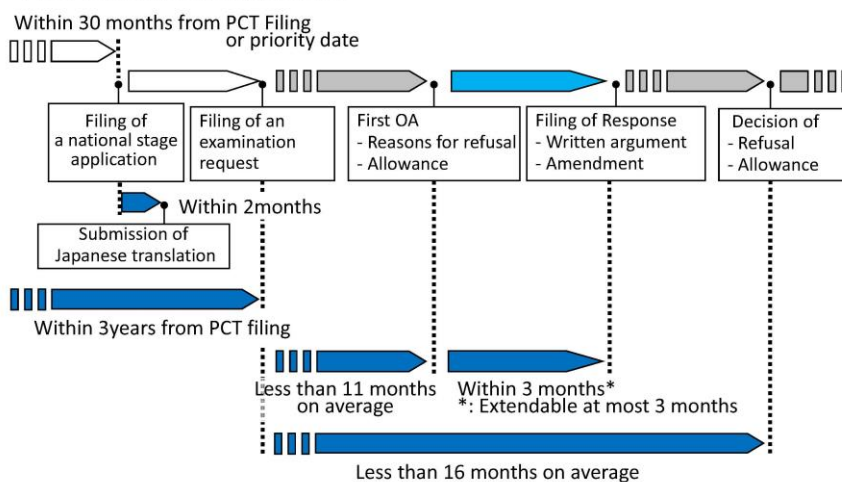 Within 30 months from PCT Filing
or priority date
Filing of
a national stage
application
Filing of an
examination
request
First OA
- Reasons for refusal
- Allowance
Filing of Response
- Written argument
- Amendment
Decision of
- Refusal
- Allowance
Within 2months
Submission of
Japanese translation
Within 3years from PCT filing
Less than 11 months
on average
Within 3 months*
*: Extendable at most 3 months
Less than 16 months on average